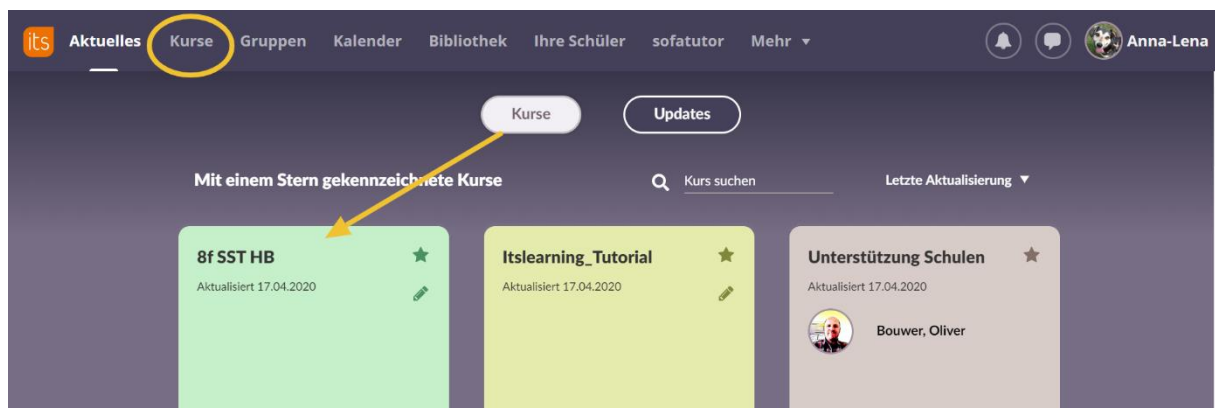 its Aktuelles Kurse Gruppen Kalender Bibliothek Ihre Schüler sofatutor Mehr Anna-Lena
Kurse Updates
Mit einem Stern gekennzeichnete Kurse Kurs suchen Letzte Aktualisierung
8f SST HB
Aktualisiert 17.04.2020
Itslearning_Tutorial
Aktualisiert 17.04.2020
Unterstützung Schulen
Aktualisiert 17.04.2020
Bouwer, Oliver